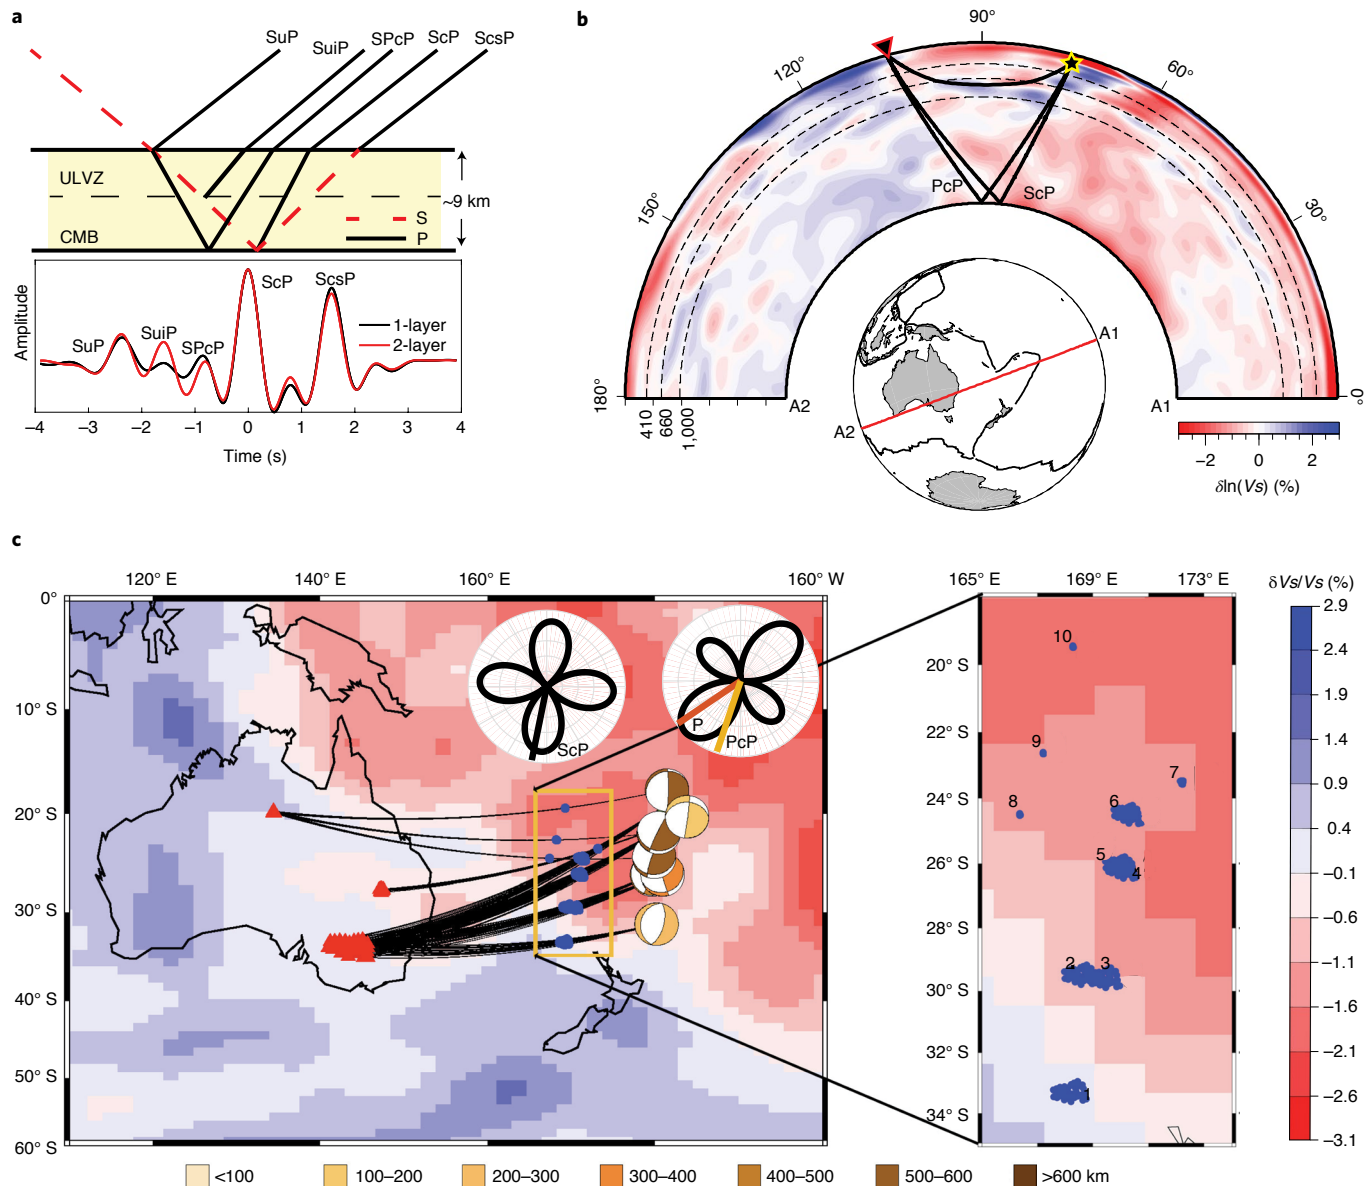 a
SuP
SuiP
SPcP
ScP
ScsP
ULVZ
~9 km
S
CMB
P
Amplitude
SuP
SuiP
SPcP
ScP
ScsP
1-layer
2-layer
−4 −3 −2 −1 0 1 2 3 4
Time (s)
b
90°
120°
60°
150°
30°
180°
0°
PcP
ScP
410
660
1,000
A2
A1
A1
A2
−2 0 2
δln(Vs) (%)
c
120° E 140° E 160° E 160° W
0°
10° S
20° S
30° S
40° S
50° S
60° S
ScP
P
PcP
165° E 169° E 173° E
20° S
22° S
24° S
26° S
28° S
30° S
32° S
34° S
10
9
7
8
6
5
4
2 3
1
δVs/Vs (%)
2.9
2.4
1.9
1.4
0.9
0.4
−0.1
−0.6
−1.1
−1.6
−2.1
−2.6
−3.1
<100 100–200 200–300 300–400 400–500 500–600 >600 km